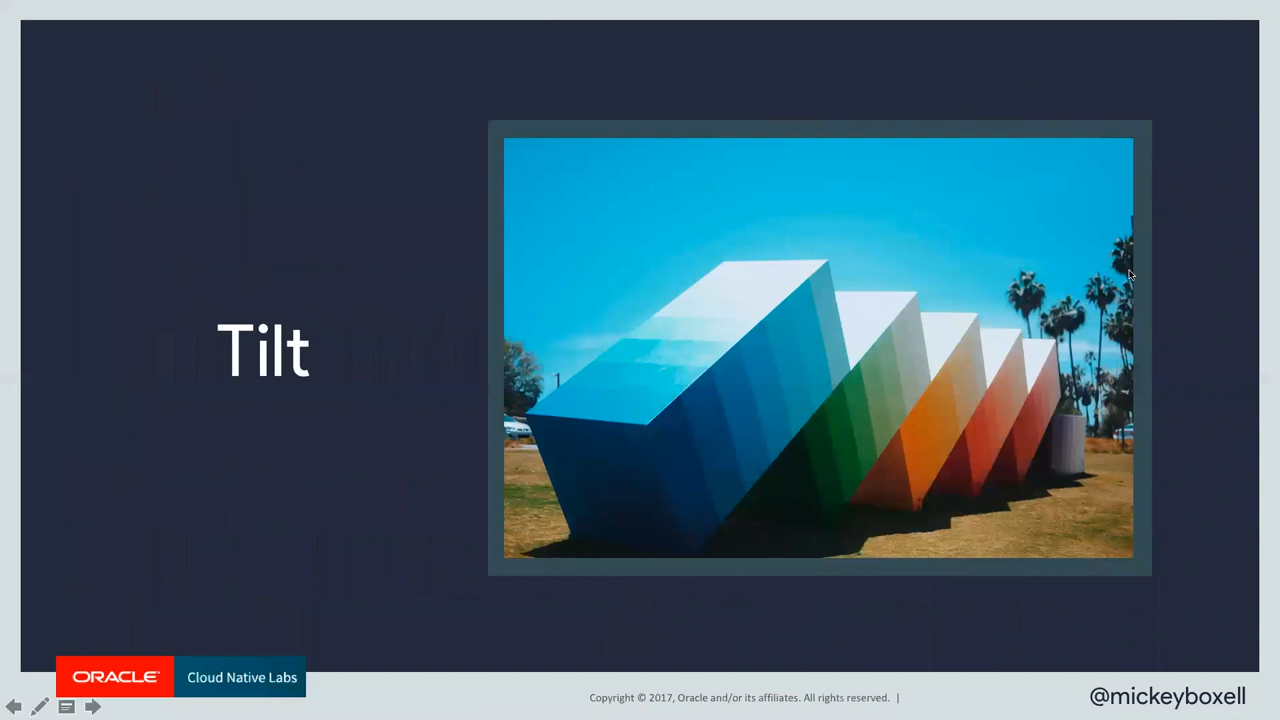 Tilt
ORACLE Cloud Native Labs
Copyright © 2017, Oracle and/or its affiliates. All rights reserved. |
@mickeyboxell